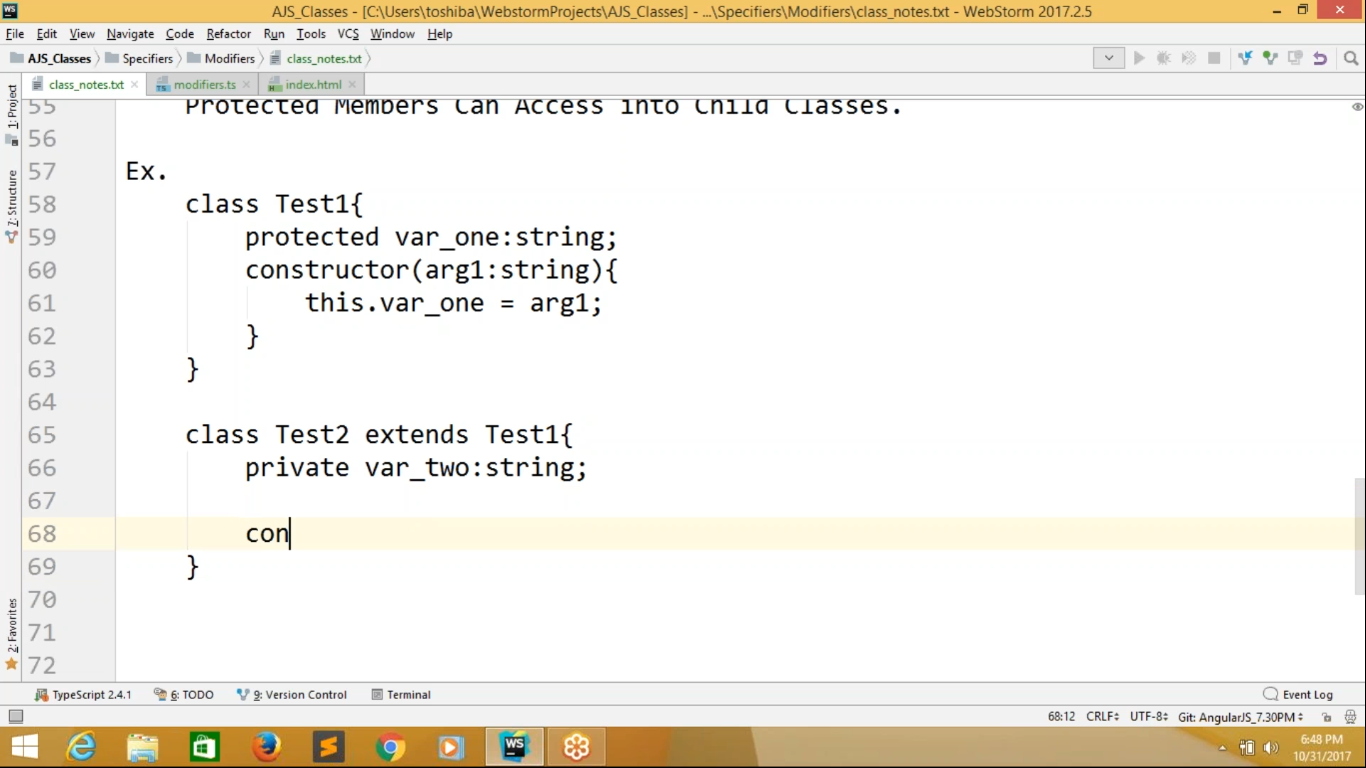 AJS_Classes - [C:\Users\toshiba\WebstormProjects\AJS_Classes] - ...\Specifiers\Modifiers\class_notes.txt - WebStorm 2017.2.5
File Edit View Navigate Code Refactor Run Tools VCS Window Help
AJS_Classes Specifiers Modifiers class_notes.txt
class_notes.txt modifiers.ts index.html
1: Project
7: Structure
2: Favorites
55 Protected Members Can Access into Child Classes.
56
57 Ex.
58 class Test1{
59 protected var_one:string;
60 constructor(arg1:string){
61 this.var_one = arg1;
62 }
63 }
64
65 class Test2 extends Test1{
66 private var_two:string;
67
68 con
69 }
70
71
72
TypeScript 2.4.1 6: TODO 9: Version Control Terminal Event Log
68:12 CRLF UTF-8 Git: AngularJS_7.30PM
WS
6:48 PM
10/31/2017